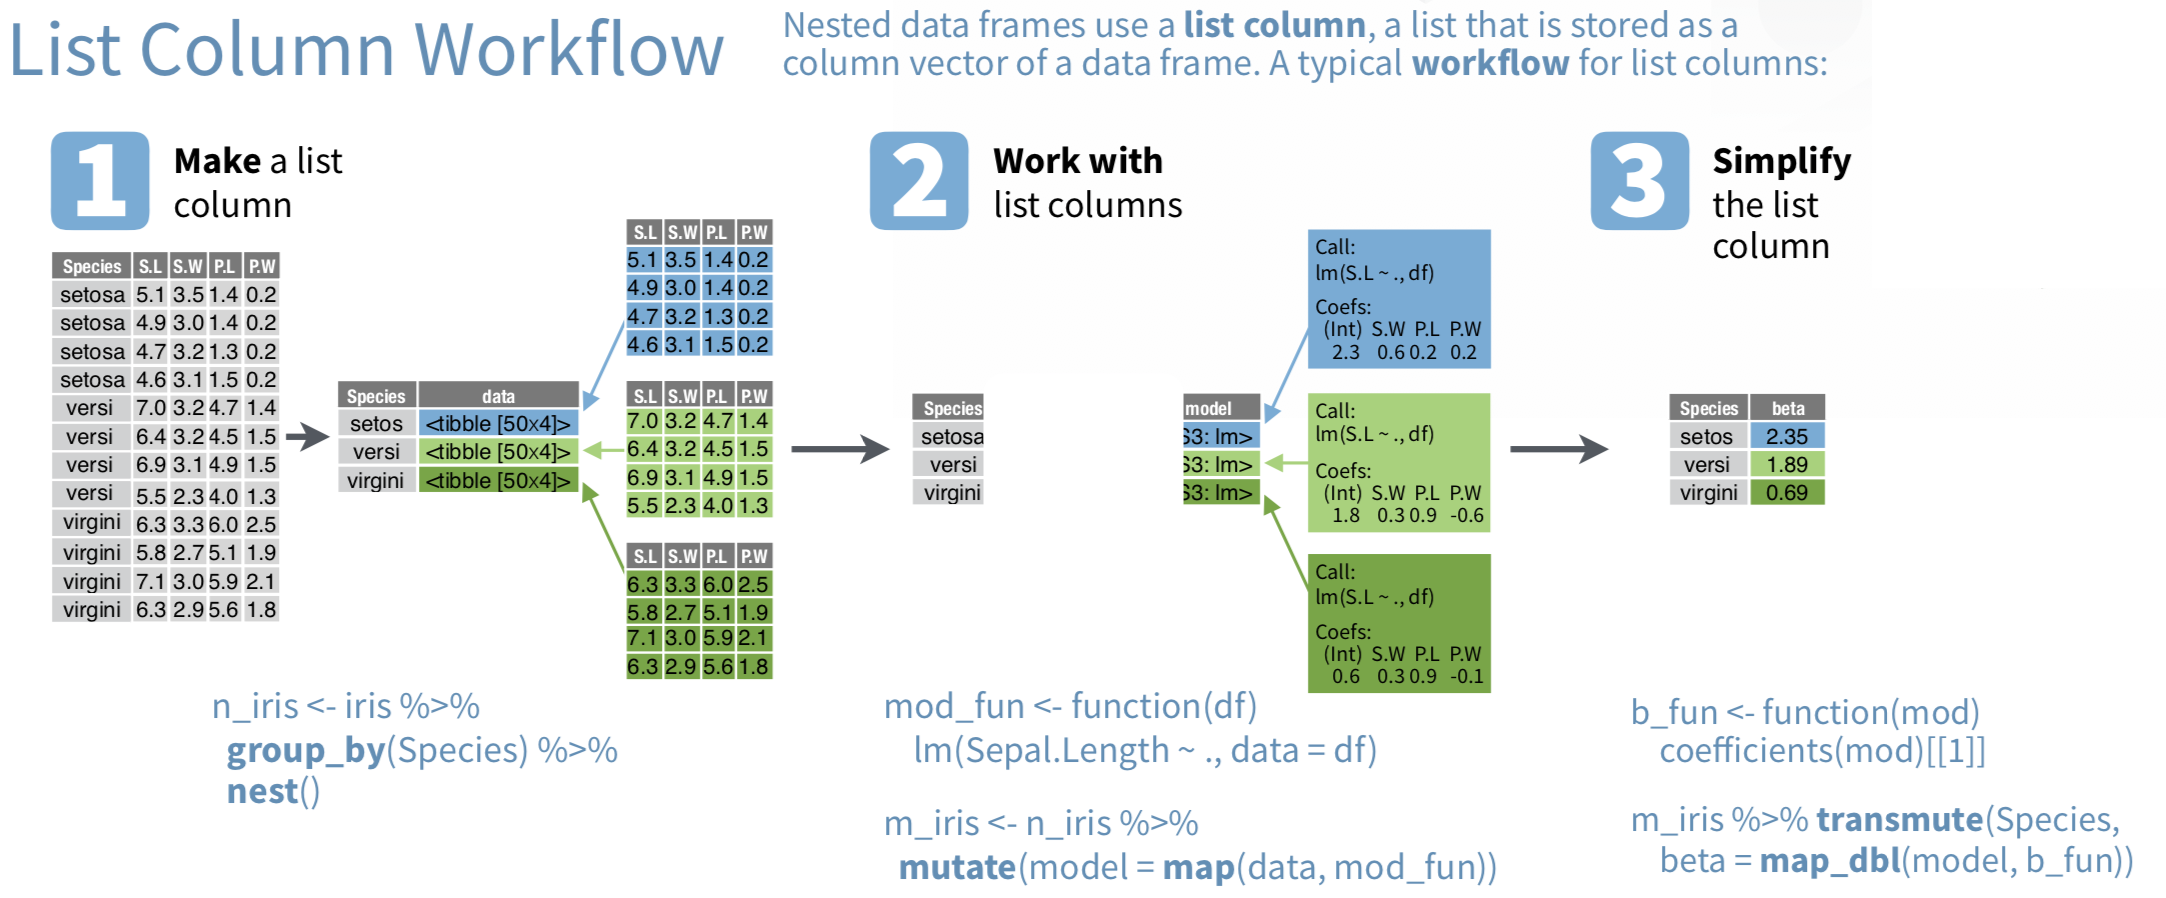 List Column Workflow
Nested data frames use a list column, a list that is stored as a
column vector of a data frame. A typical workflow for list columns:
1
Make a list
column
Species S.L S.W P.L P.W
setosa 5.1 3.5 1.4 0.2
setosa 4.9 3.0 1.4 0.2
setosa 4.7 3.2 1.3 0.2
setosa 4.6 3.1 1.5 0.2
versi 7.0 3.2 4.7 1.4
versi 6.4 3.2 4.5 1.5
versi 6.9 3.1 4.9 1.5
versi 5.5 2.3 4.0 1.3
virgini 6.3 3.3 6.0 2.5
virgini 5.8 2.7 5.1 1.9
virgini 7.1 3.0 5.9 2.1
virgini 6.3 2.9 5.6 1.8
Species data
setos <tibble [50x4]>
versi <tibble [50x4]>
virgini <tibble [50x4]>
S.L S.W P.L P.W
5.1 3.5 1.4 0.2
4.9 3.0 1.4 0.2
4.7 3.2 1.3 0.2
4.6 3.1 1.5 0.2
S.L S.W P.L P.W
7.0 3.2 4.7 1.4
6.4 3.2 4.5 1.5
6.9 3.1 4.9 1.5
5.5 2.3 4.0 1.3
S.L S.W P.L P.W
6.3 3.3 6.0 2.5
5.8 2.7 5.1 1.9
7.1 3.0 5.9 2.1
6.3 2.9 5.6 1.8
n_iris <- iris %>%
group_by(Species) %>%
nest()
2
Work with
list columns
Species model
setosa S3: lm>
versi S3: lm>
virgini S3: lm>
Call:
lm(S.L ~ ., df)
Coefs:
(Int) S.W P.L P.W
2.3 0.6 0.2 0.2
Call:
lm(S.L ~ ., df)
Coefs:
(Int) S.W P.L P.W
1.8 0.3 0.9 -0.6
Call:
lm(S.L ~ ., df)
Coefs:
(Int) S.W P.L P.W
0.6 0.3 0.9 -0.1
mod_fun <- function(df)
lm(Sepal.Length ~ ., data = df)
m_iris <- n_iris %>%
mutate(model = map(data, mod_fun))
3
Simplify
the list
column
Species beta
setos 2.35
versi 1.89
virgini 0.69
b_fun <- function(mod)
coefficients(mod)[[1]]
m_iris %>% transmute(Species,
beta = map_dbl(model, b_fun))